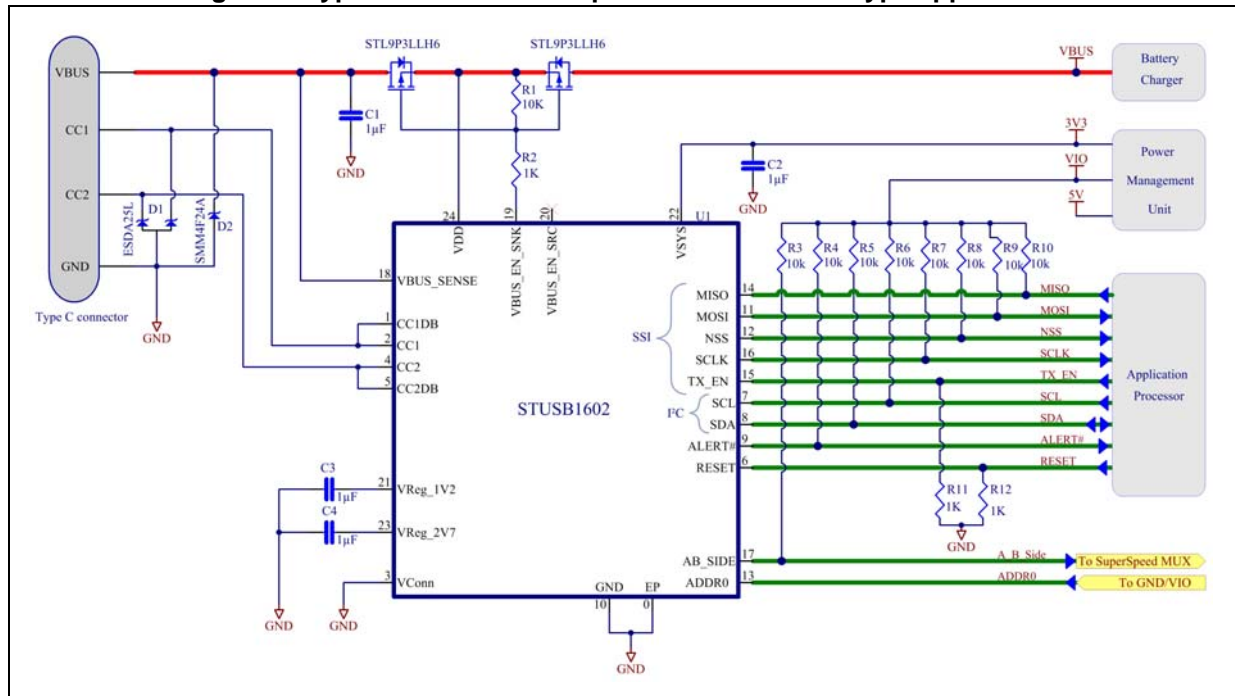 STL9P3LLH6
STL9P3LLH6
VBUS
CC1
CC2
GND
Type C connector
ESDA25L
D1
SMM4F24A
D2
GND
C1
1µF
GND
R1
10K
R2
1K
VBUS
Battery
Charger
3V3
VIO
5V
Power
Management
Unit
C2
1µF
GND
U1
24
19
20
22
VDD
VBUS_EN_SNK
VBUS_EN_SRC
VSYS
R3
10k
R4
10k
R5
10k
R6
10k
R7
10k
R8
10k
R9
10k
R10
10k
18
VBUS_SENSE
1
CC1DB
2
CC1
4
CC2
5
CC2DB
STUSB1602
SSI
I²C
MISO
14
MISO
MOSI
11
MOSI
NSS
12
NSS
SCLK
16
SCLK
TX_EN
15
TX_EN
SCL
7
SCL
SDA
8
SDA
ALERT#
9
ALERT#
RESET
6
RESET
Application
Processor
R11
1K
R12
1K
GND
C3
1µF
21
VReg_1V2
C4
1µF
23
VReg_2V7
3
VConn
GND
GND
AB_SIDE
17
A_B_Side
To SuperSpeed MUX
ADDR0
13
ADDR0
To GND/VIO
GND
EP
10
0
GND